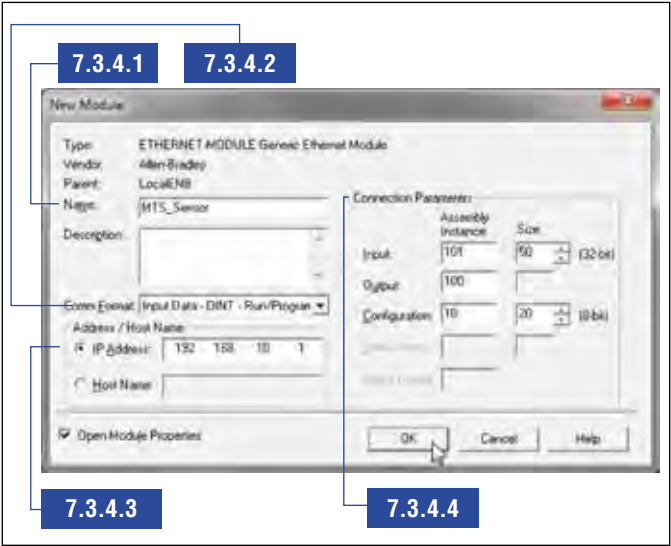 7.3.4.1 7.3.4.2
New Module
Type: ETHERNET-MODULE Generic Ethernet Module
Vendor: Allen-Bradley
Parent: LocalENB
Name: MTS_Sensor
Description:
Comm Format: Input Data - DINT - Run/Program
Address / Host Name
IP Address: 192 . 168 . 10 . 1
Host Name:
Connection Parameters
Assembly
Instance: Size:
Input: 101 50 (32-bit)
Output: 100
Configuration: 10 20 (8-bit)
Open Module Properties
OK Cancel Help
7.3.4.3 7.3.4.4